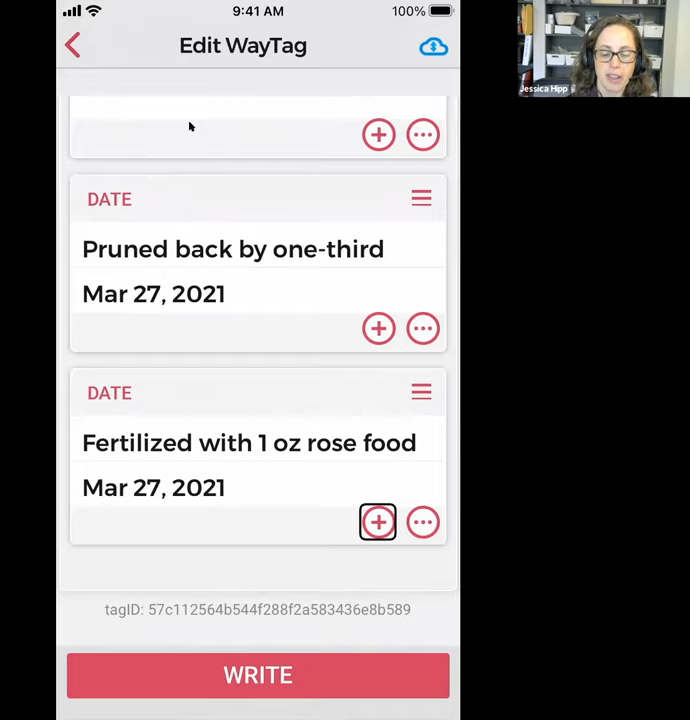 9:41 AM
100%
Edit WayTag
Jessica Hipp
DATE
Pruned back by one-third
Mar 27, 2021
DATE
Fertilized with 1 oz rose food
Mar 27, 2021
tagID: 57c112564b544f288f2a583436e8b589
WRITE